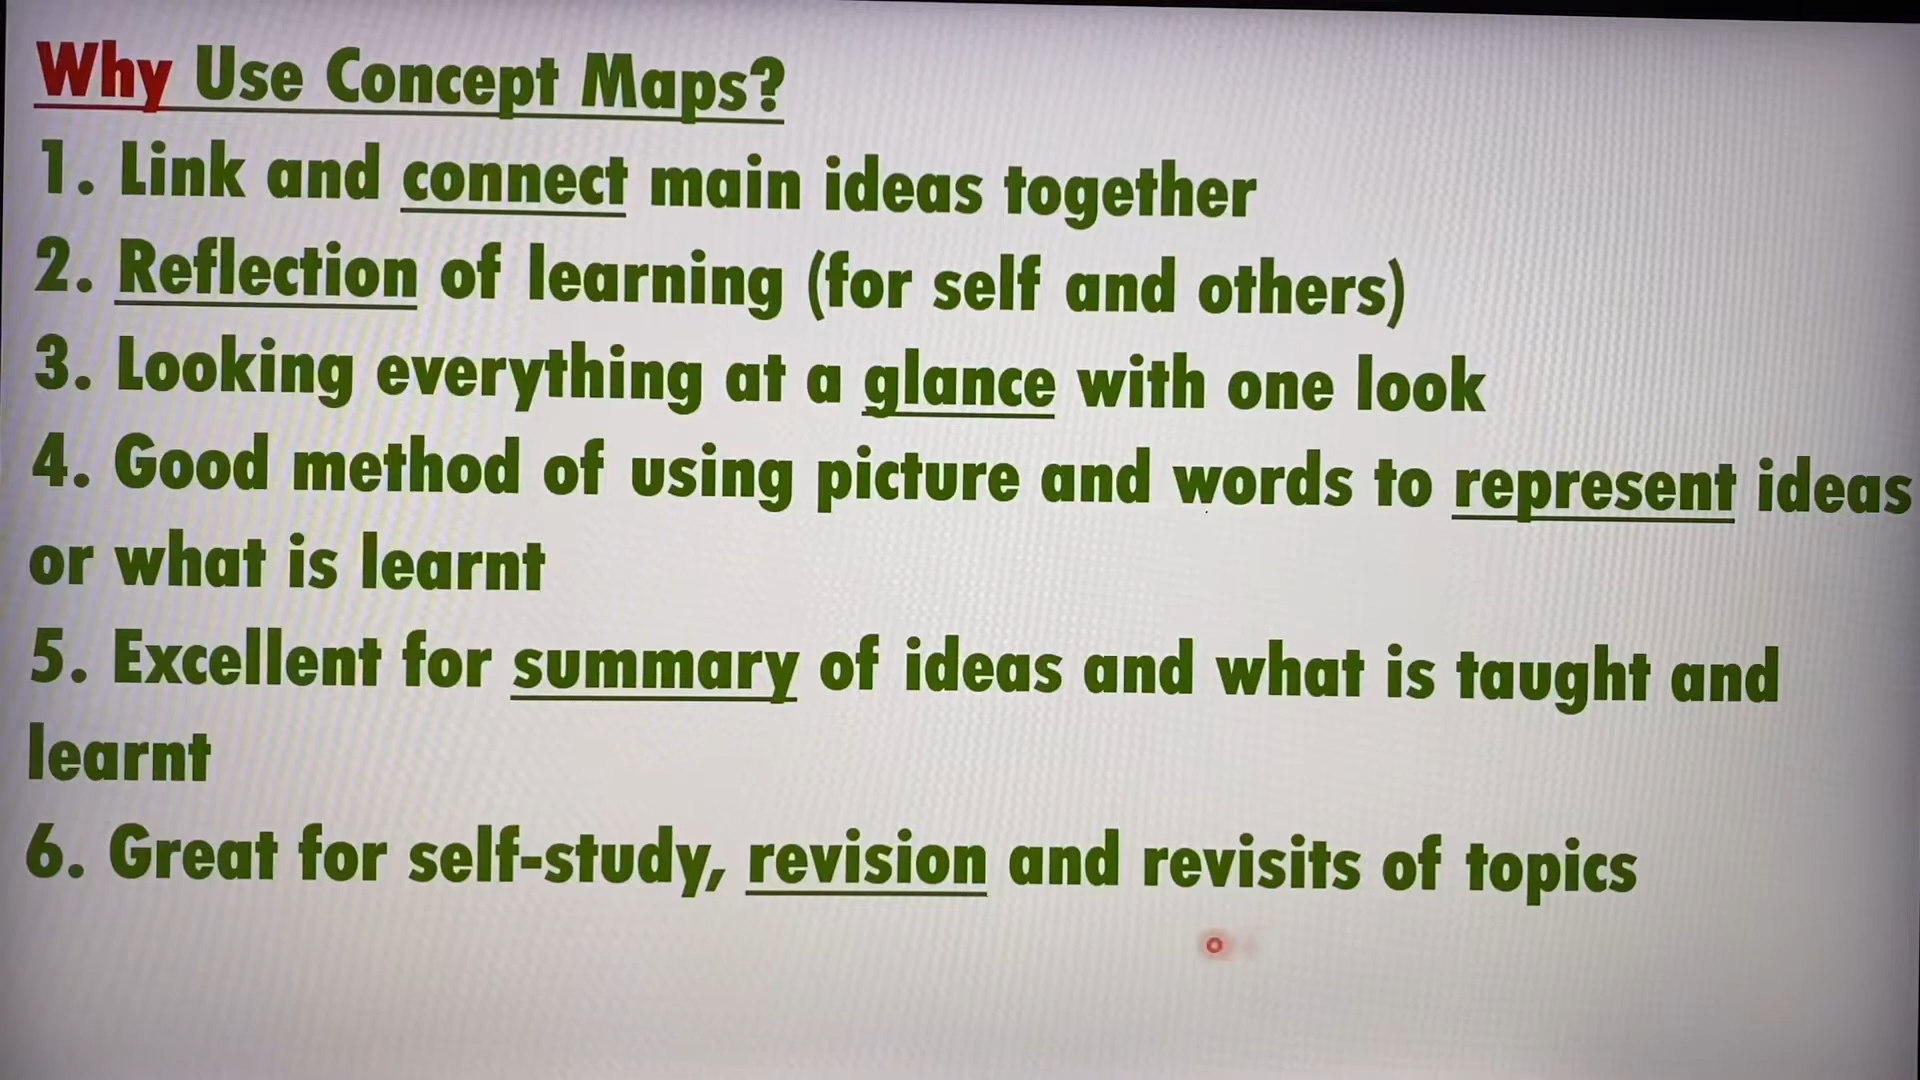 Why Use Concept Maps?
1. Link and connect main ideas together
2. Reflection of learning (for self and others)
3. Looking everything at a glance with one look
4. Good method of using picture and words to represent ideas
or what is learnt
5. Excellent for summary of ideas and what is taught and
learnt
6. Great for self-study, revision and revisits of topics